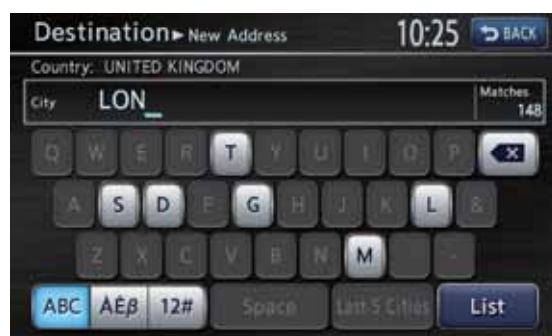 Destination ▸ New Address 10:25 BACK
Country: UNITED KINGDOM
City LON_ Matches 148
Q W E R T Y U I O P
A S D F G H J K L &
Z X C V B N M . -
ABC ÀÊβ 12# Space Last 5 Cities List